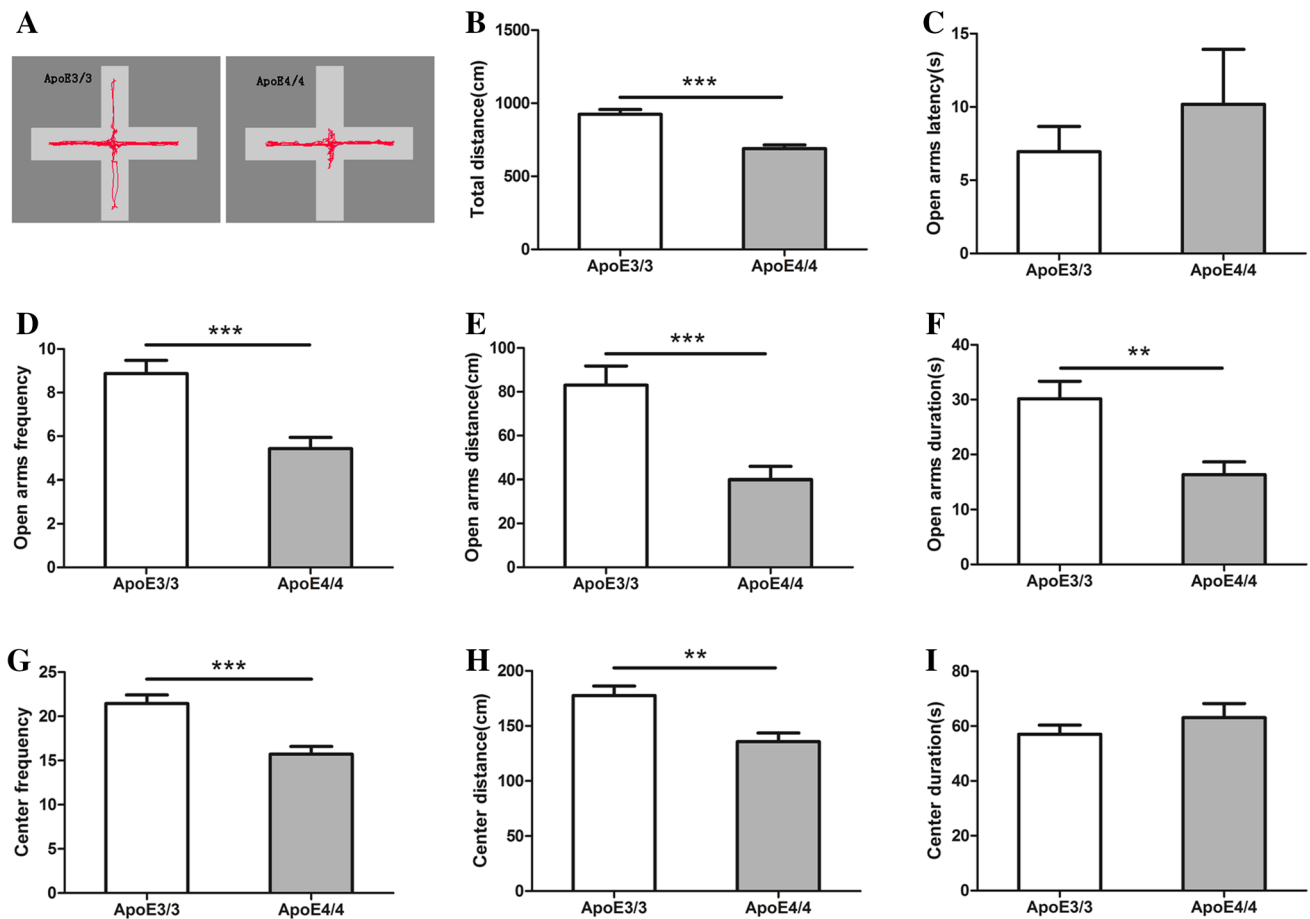 A
ApoE3/3
ApoE4/4
B
Total distance(cm)
1500
1000
500
0
***
ApoE3/3
ApoE4/4
C
Open arms latency(s)
15
10
5
0
ApoE3/3
ApoE4/4
D
Open arms frequency
10
8
6
4
2
0
***
ApoE3/3
ApoE4/4
E
Open arms distance(cm)
100
80
60
40
20
0
***
ApoE3/3
ApoE4/4
F
Open arms duration(s)
40
30
20
10
0
**
ApoE3/3
ApoE4/4
G
Center frequency
25
20
15
10
5
0
***
ApoE3/3
ApoE4/4
H
Center distance(cm)
200
150
100
50
0
**
ApoE3/3
ApoE4/4
I
Center duration(s)
80
60
40
20
0
ApoE3/3
ApoE4/4